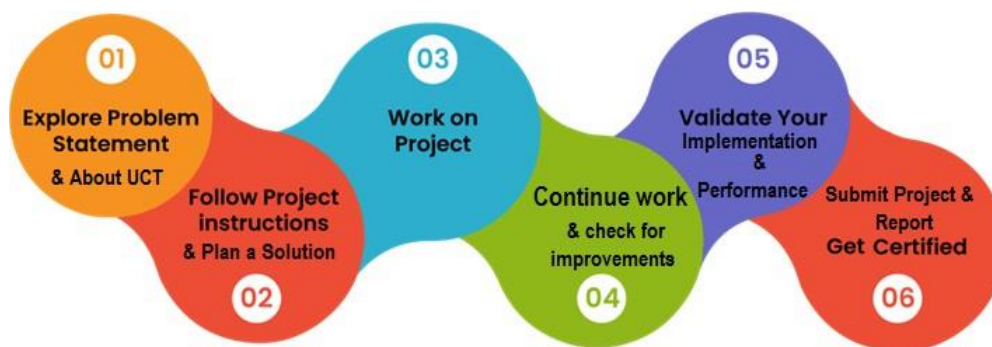 01
Explore Problem
Statement
& About UCT
Follow Project
instructions
& Plan a Solution
02
03
Work on
Project
Continue work
& check for
improvements
04
05
Validate Your
Implementation
&
Performance
Submit Project &
Report
Get Certified
06